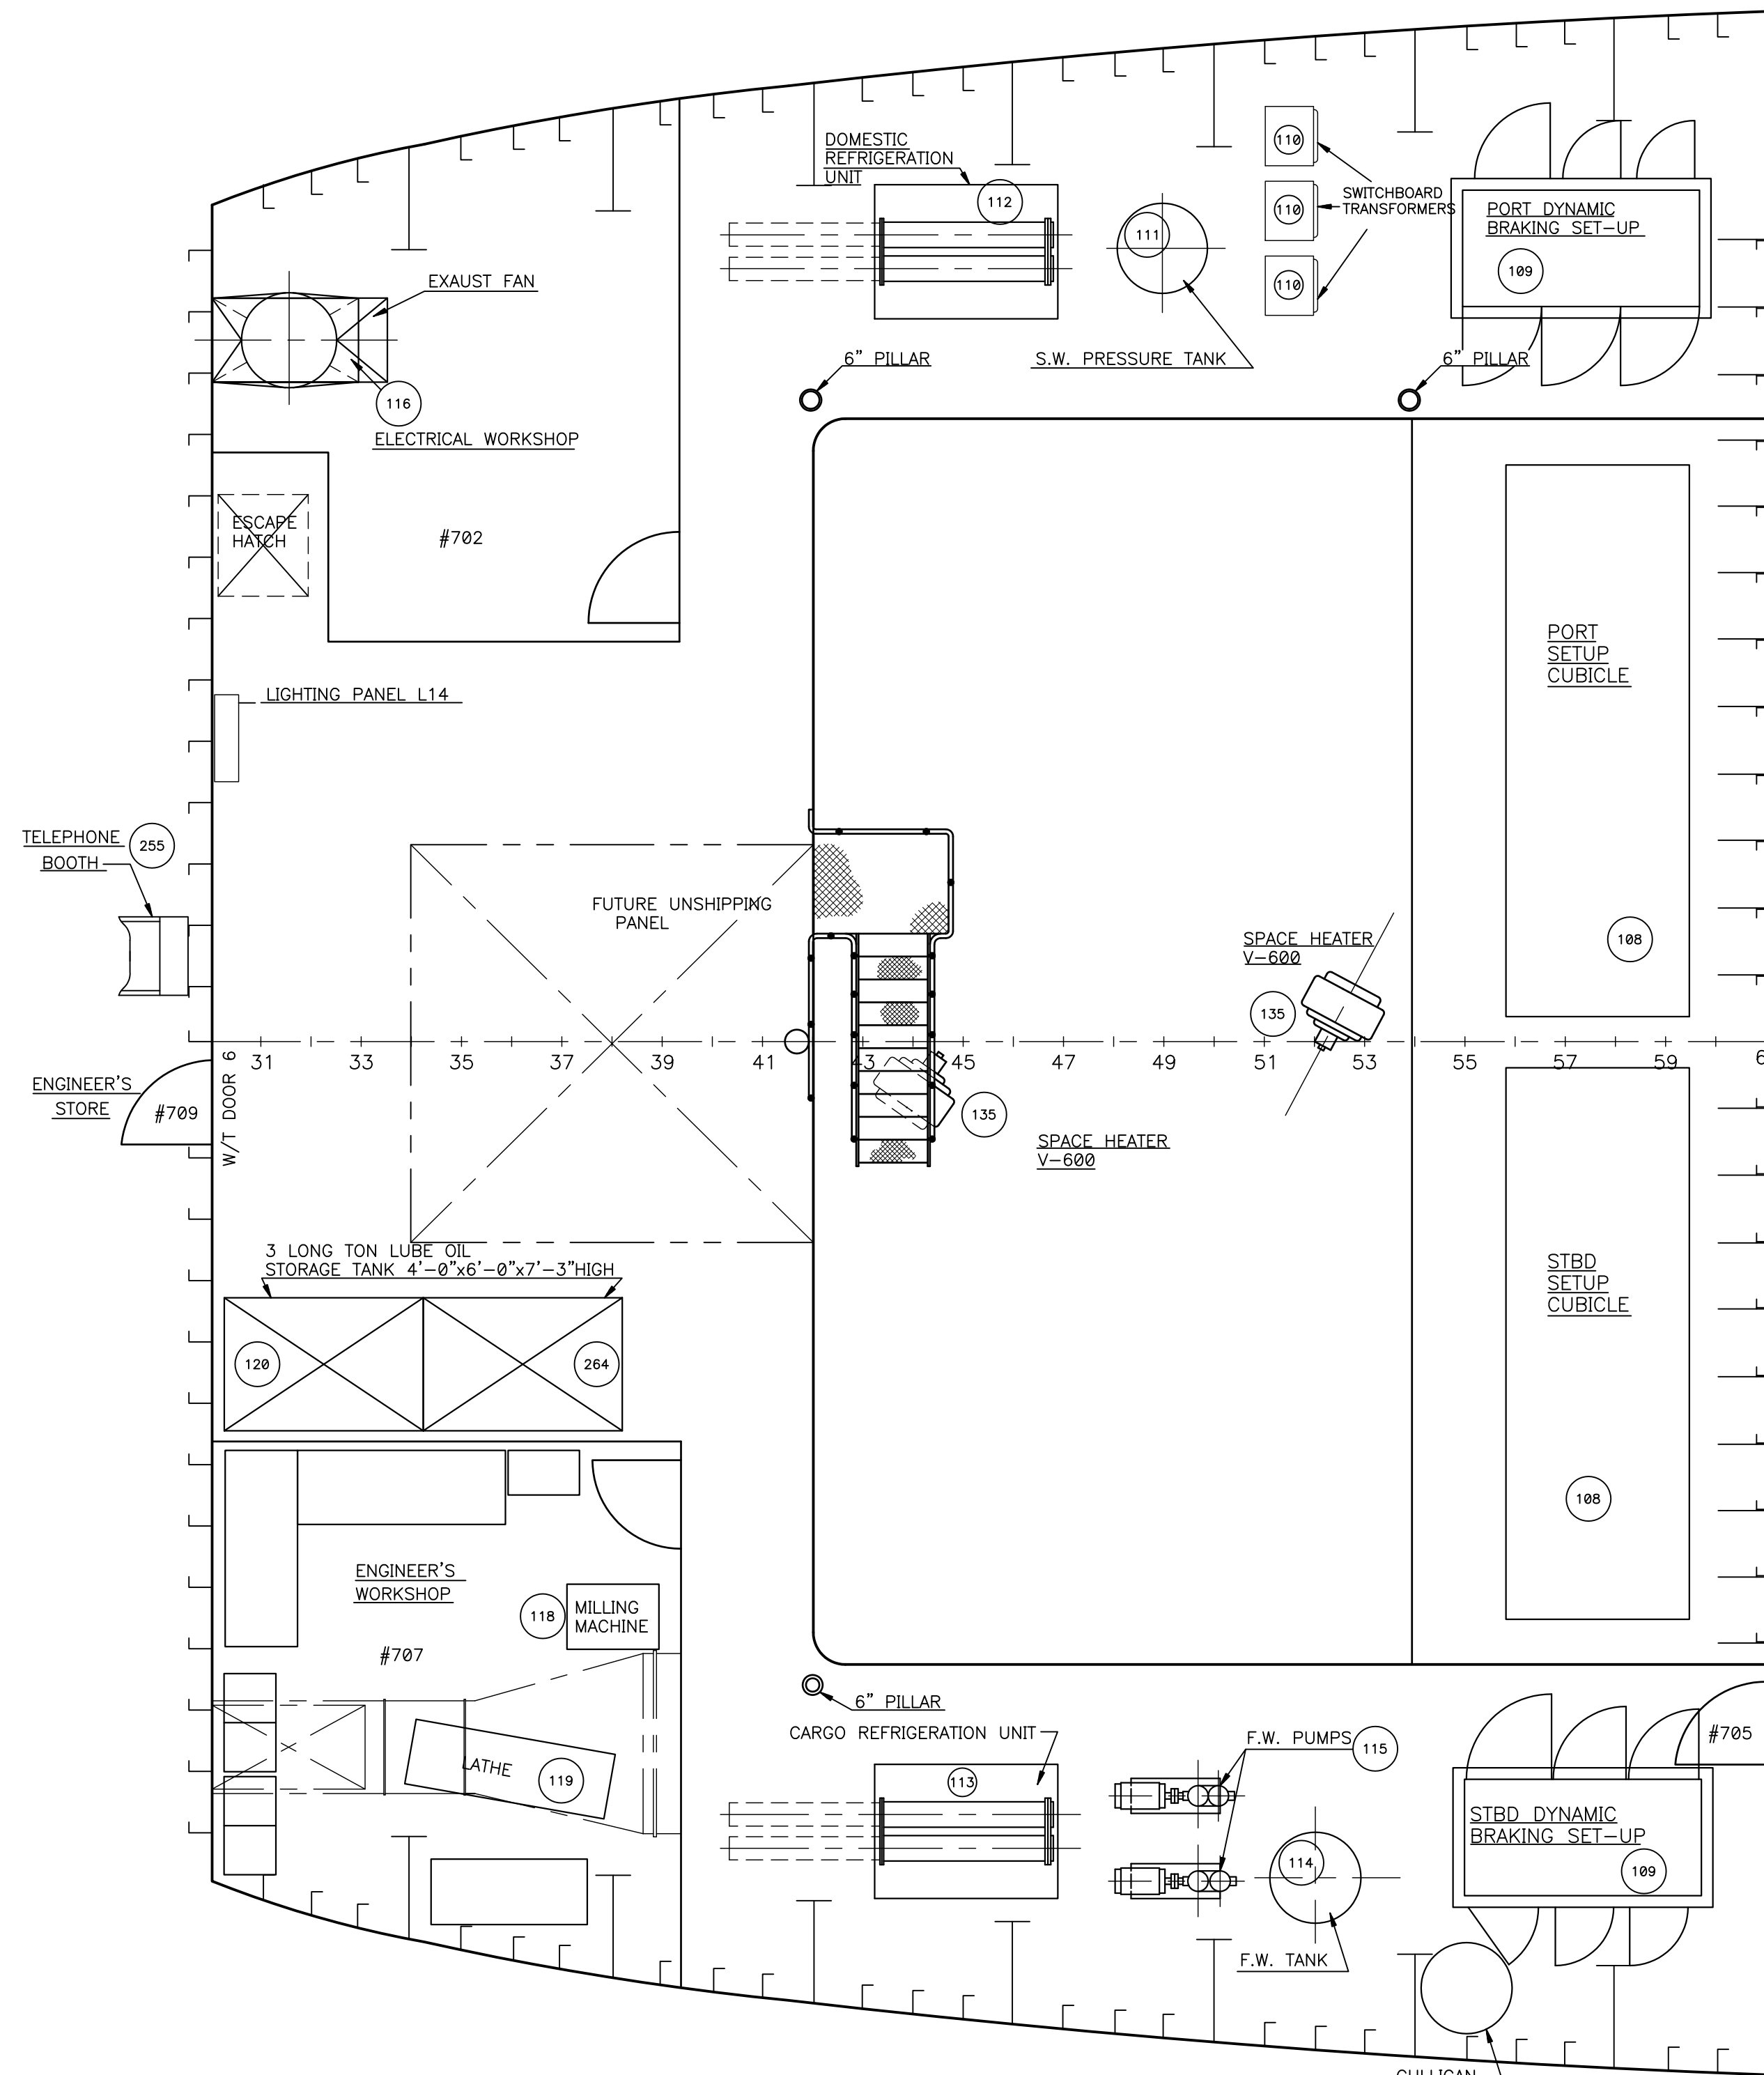 DOMESTIC
REFRIGERATION
UNIT
112
111
110
110
110
SWITCHBOARD
TRANSFORMERS
PORT DYNAMIC
BRAKING SET-UP
109
EXAUST FAN
116
ELECTRICAL WORKSHOP
6" PILLAR
S.W. PRESSURE TANK
6" PILLAR
ESCAPE
HATCH
#702
PORT
SETUP
CUBICLE
108
LIGHTING PANEL L14
TELEPHONE
BOOTH
255
FUTURE UNSHIPPING
PANEL
SPACE HEATER
V-600
135
31 33 35 37 39 41 43 45 47 49 51 53 55 57 59 6
ENGINEER'S
STORE
#709
W/T DOOR 6
135
SPACE HEATER
V-600
3 LONG TON LUBE OIL
STORAGE TANK 4'-0"x6'-0"x7'-3"HIGH
120
264
STBD
SETUP
CUBICLE
108
ENGINEER'S
WORKSHOP
118
MILLING
MACHINE
#707
LATHE
119
6" PILLAR
CARGO REFRIGERATION UNIT
113
F.W. PUMPS
115
#705
114
F.W. TANK
STBD DYNAMIC
BRAKING SET-UP
109
CULLIGAN